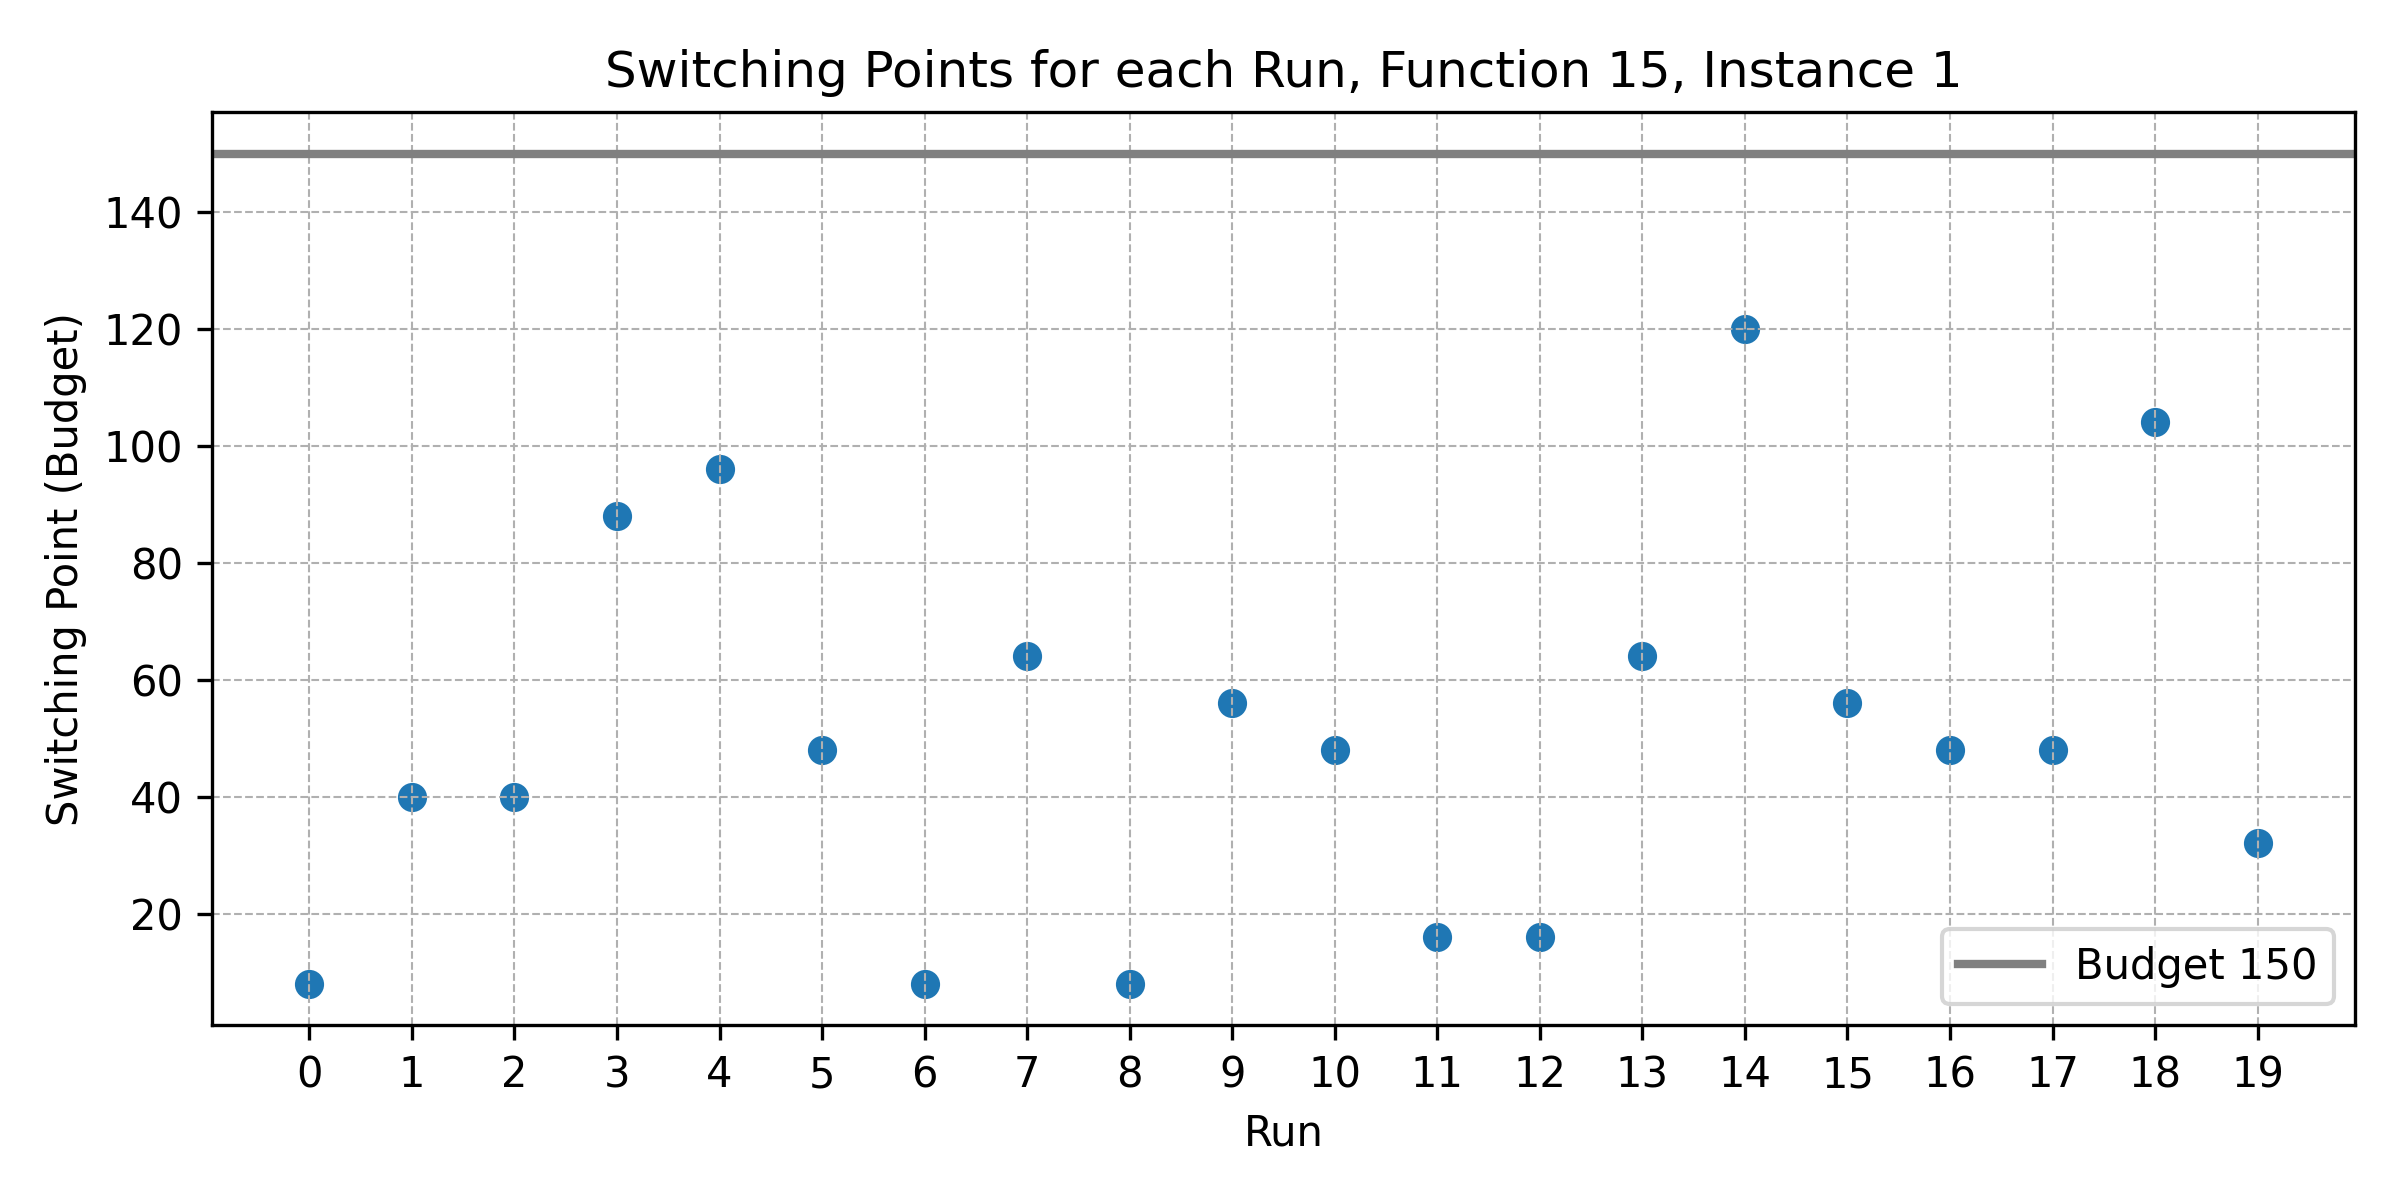 Switching Points for each Run, Function 15, Instance 1
Switching Point (Budget)
140
120
100
80
60
40
20
Budget 150
0 1 2 3 4 5 6 7 8 9 10 11 12 13 14 15 16 17 18 19
Run